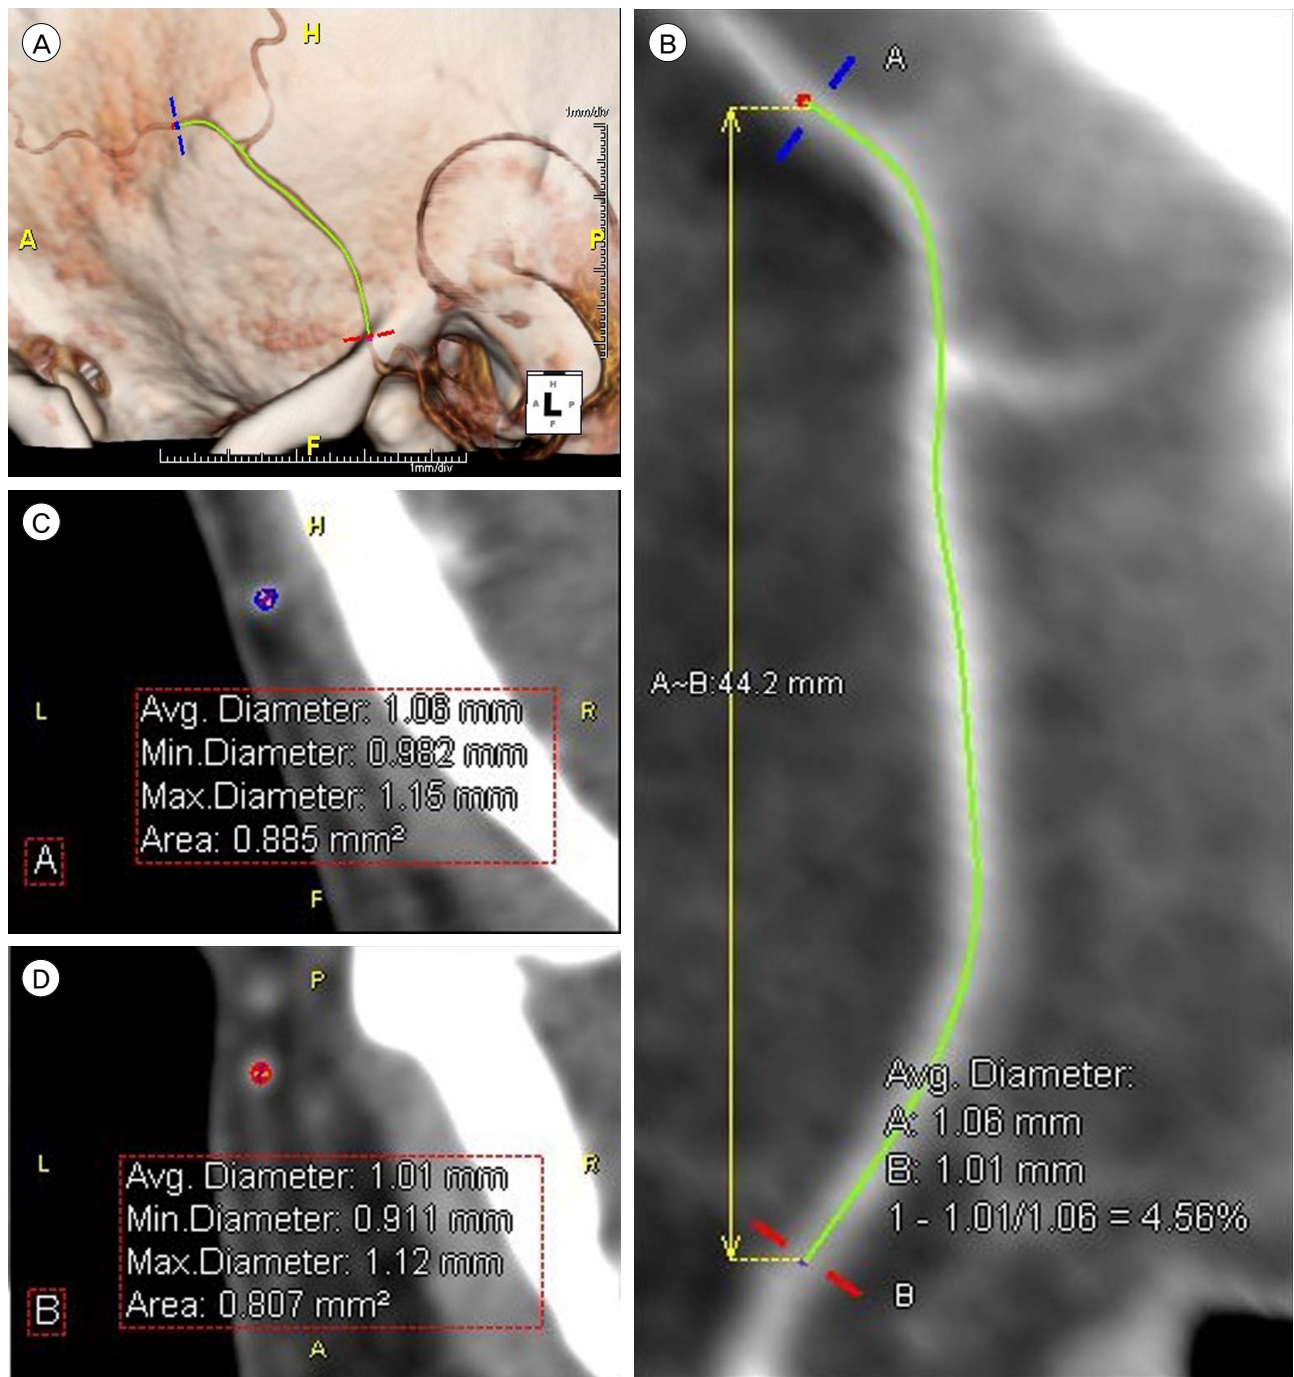 A
H
1mm/div
A
P
H
A L P
F
F
1mm/div
B
A
A~B:44.2 mm
Avg. Diameter:
A: 1.06 mm
B: 1.01 mm
1 - 1.01/1.06 = 4.56%
B
C
H
L
R
Avg. Diameter: 1.06 mm
Min.Diameter: 0.982 mm
Max.Diameter: 1.15 mm
Area: 0.885 mm²
A
F
D
P
L
R
Avg. Diameter: 1.01 mm
Min.Diameter: 0.911 mm
Max.Diameter: 1.12 mm
Area: 0.807 mm²
B
A